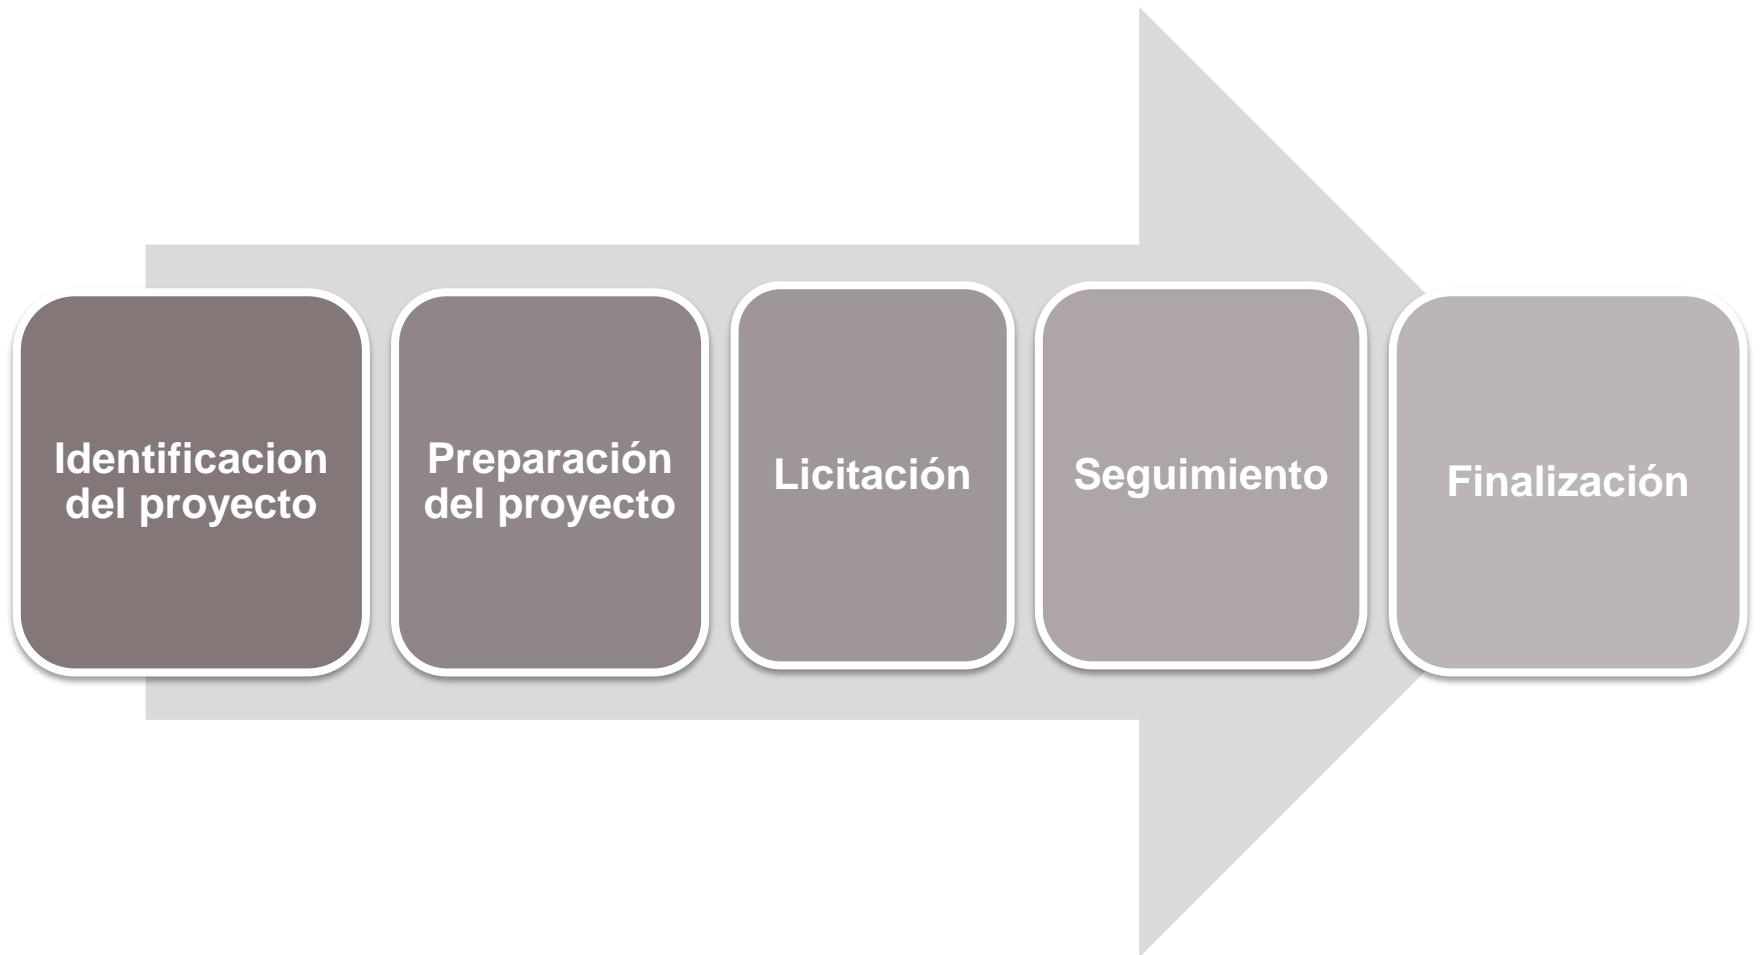 Identificacion
del proyecto
Preparación
del proyecto
Licitación
Seguimiento
Finalización